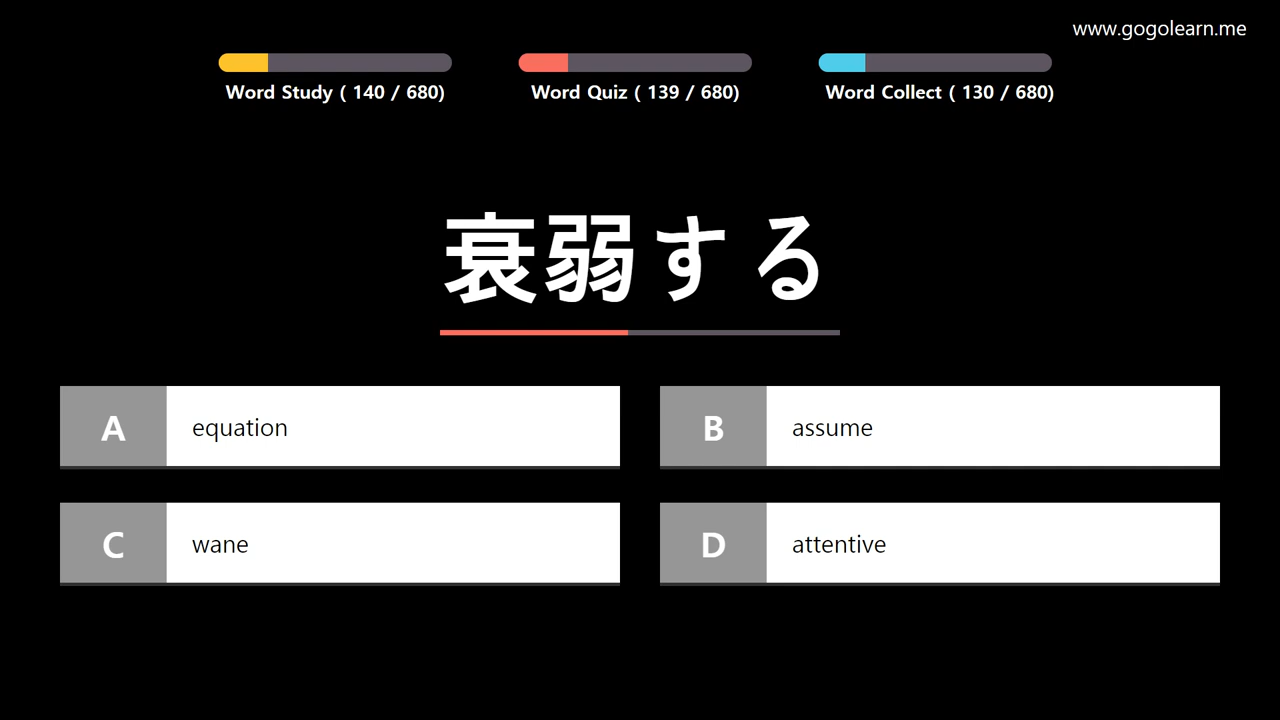 www.gogolearn.me
Word Study ( 140 / 680)
Word Quiz ( 139 / 680)
Word Collect ( 130 / 680)
衰弱する
A equation
B assume
C wane
D attentive